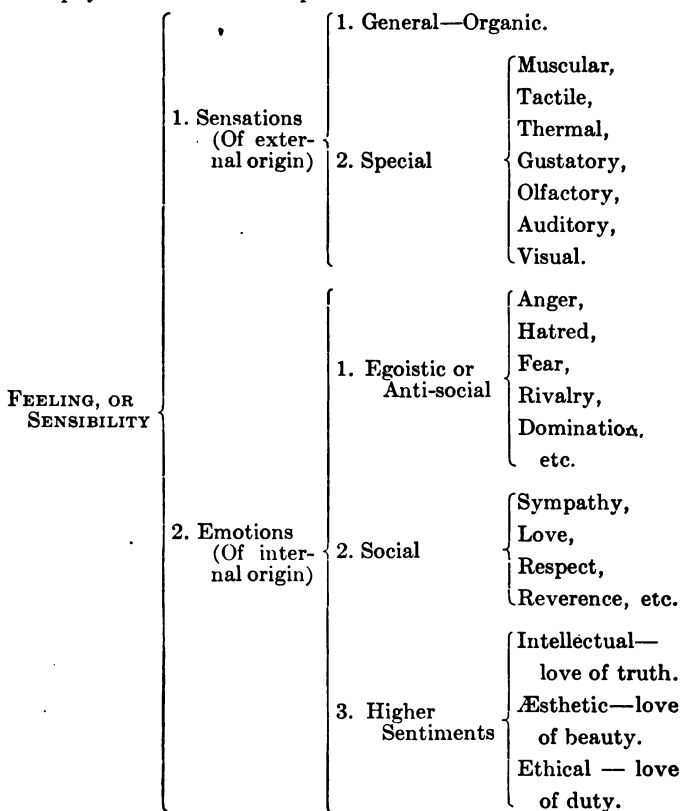 1. General—Organic.
1. Sensations
(Of exter-
nal origin)
2. Special
Muscular,
Tactile,
Thermal,
Gustatory,
Olfactory,
Auditory,
Visual.
FEELING, OR
SENSIBILITY
2. Emotions
(Of inter-
nal origin)
1. Egoistic or
Anti-social
Anger,
Hatred,
Fear,
Rivalry,
Domination,
etc.
2. Social
Sympathy,
Love,
Respect,
Reverence, etc.
3. Higher
Sentiments
Intellectual—
love of truth.
Æsthetic—love
of beauty.
Ethical — love
of duty.